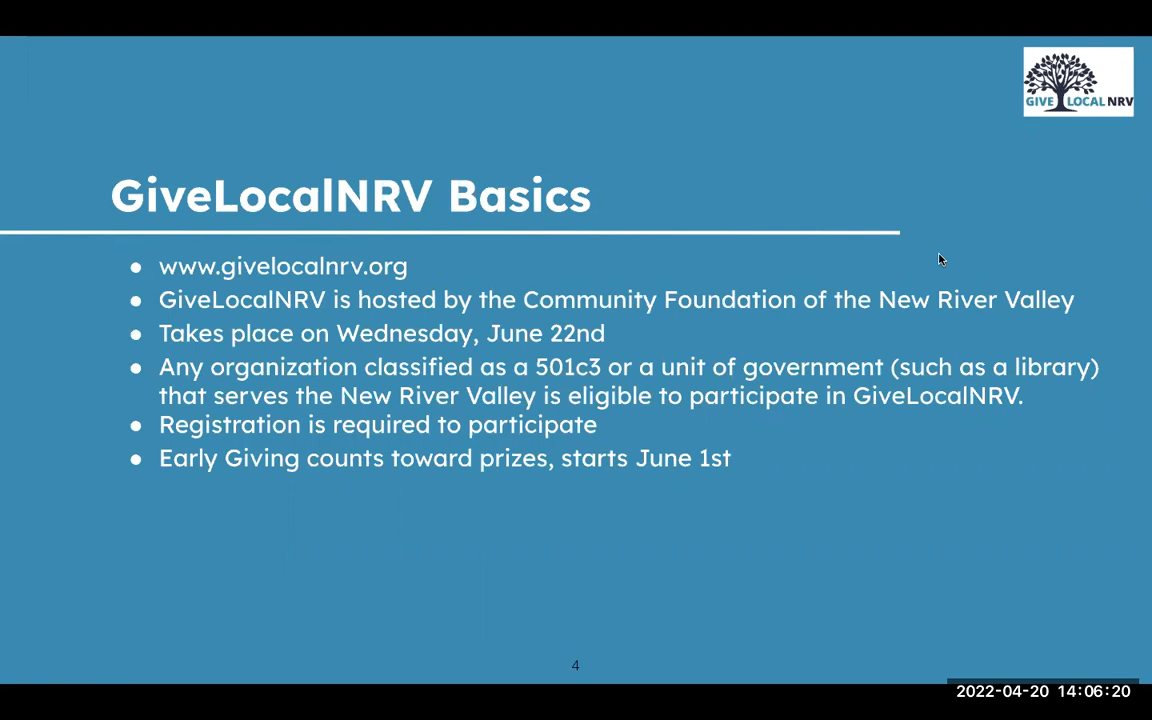 GIVE LOCAL NRV
GiveLocalNRV Basics
● www.givelocalnrv.org
● GiveLocalNRV is hosted by the Community Foundation of the New River Valley
● Takes place on Wednesday, June 22nd
● Any organization classified as a 501c3 or a unit of government (such as a library)
that serves the New River Valley is eligible to participate in GiveLocalNRV.
● Registration is required to participate
● Early Giving counts toward prizes, starts June 1st
4
2022-04-20 14:06:20